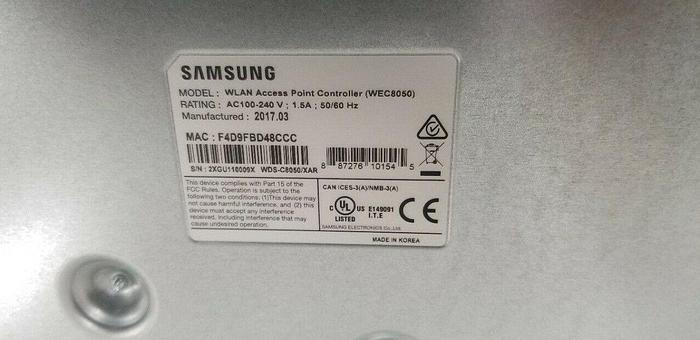 SAMSUNG
MODEL : WLAN Access Point Controller (WEC8050)
RATING : AC100-240 V ; 1.5A ; 50/60 Hz
Manufactured : 2017.03
MAC : F4D9FBD48CCC
S/N : 2XGU110009X WDS-C8050/XAR
8 87276 10154 5
This device complies with Part 15 of the
FCC Rules. Operation is subject to the
following two conditions: (1)This device may
not cause harmful interference, and (2) this
device must accept any interference
received, including interference that may
cause undesired operation.
CAN ICES-3(A)/NMB-3(A)
C UL US E149091
LISTED I.T.E
CE
SAMSUNG ELECTRONICS Co.,Ltd.
MADE IN KOREA